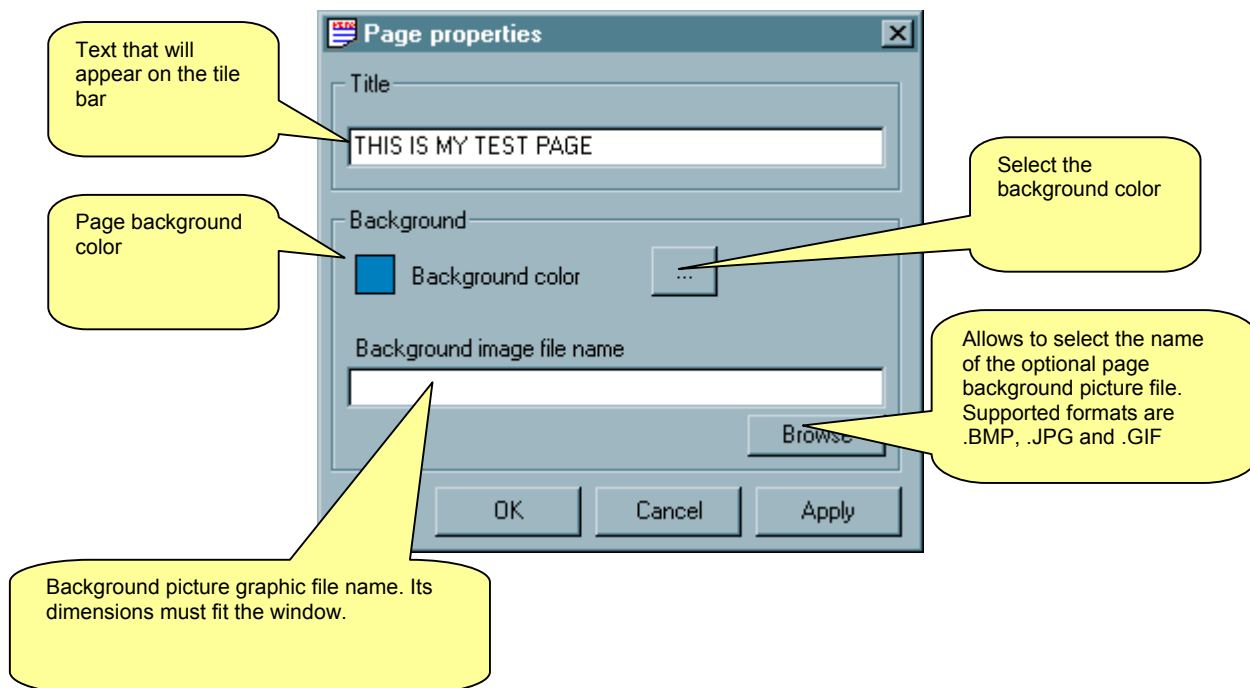 Page properties
Text that will
appear on the tile
bar
Title
THIS IS MY TEST PAGE
Select the
background color
Page background
color
Background
Background color
...
Background image file name
Allows to select the name
of the optional page
background picture file.
Supported formats are
.BMP, .JPG and .GIF
Browse
OK
Cancel
Apply
Background picture graphic file name. Its
dimensions must fit the window.